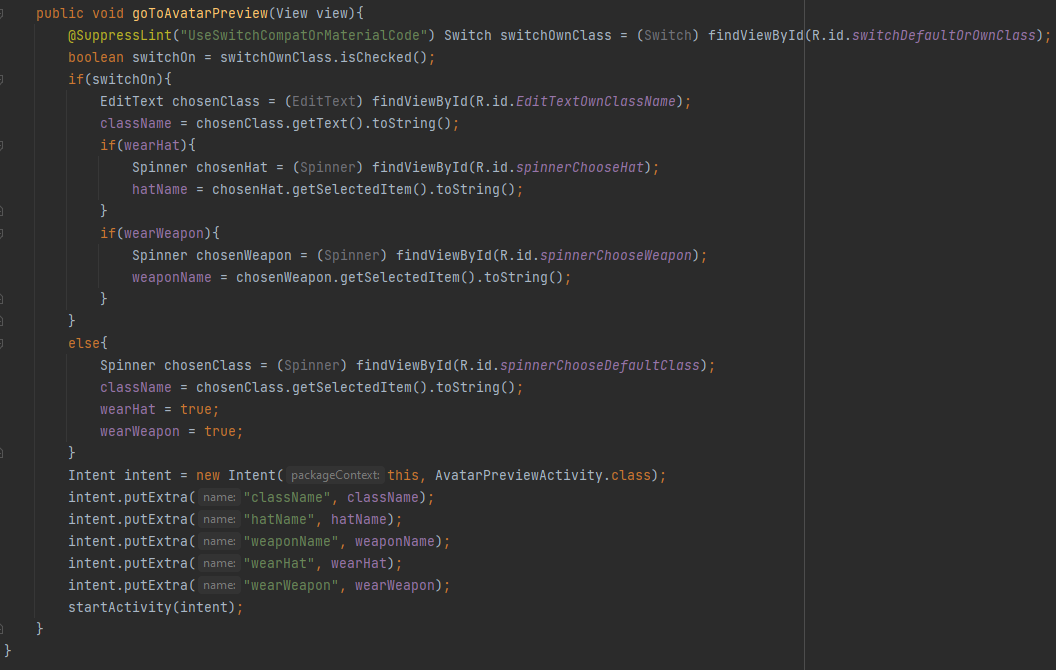 public void goToAvatarPreview(View view){
@SuppressLint("UseSwitchCompatOrMaterialCode") Switch switchOwnClass = (Switch) findViewById(R.id.switchDefaultOrOwnClass);
boolean switchOn = switchOwnClass.isChecked();
if(switchOn){
EditText chosenClass = (EditText) findViewById(R.id.EditTextOwnClassName);
className = chosenClass.getText().toString();
if(wearHat){
Spinner chosenHat = (Spinner) findViewById(R.id.spinnerChooseHat);
hatName = chosenHat.getSelectedItem().toString();
}
if(wearWeapon){
Spinner chosenWeapon = (Spinner) findViewById(R.id.spinnerChooseWeapon);
weaponName = chosenWeapon.getSelectedItem().toString();
}
}
else{
Spinner chosenClass = (Spinner) findViewById(R.id.spinnerChooseDefaultClass);
className = chosenClass.getSelectedItem().toString();
wearHat = true;
wearWeapon = true;
}
Intent intent = new Intent( packageContext: this, AvatarPreviewActivity.class);
intent.putExtra( name: "className", className);
intent.putExtra( name: "hatName", hatName);
intent.putExtra( name: "weaponName", weaponName);
intent.putExtra( name: "wearHat", wearHat);
intent.putExtra( name: "wearWeapon", wearWeapon);
startActivity(intent);
}
}